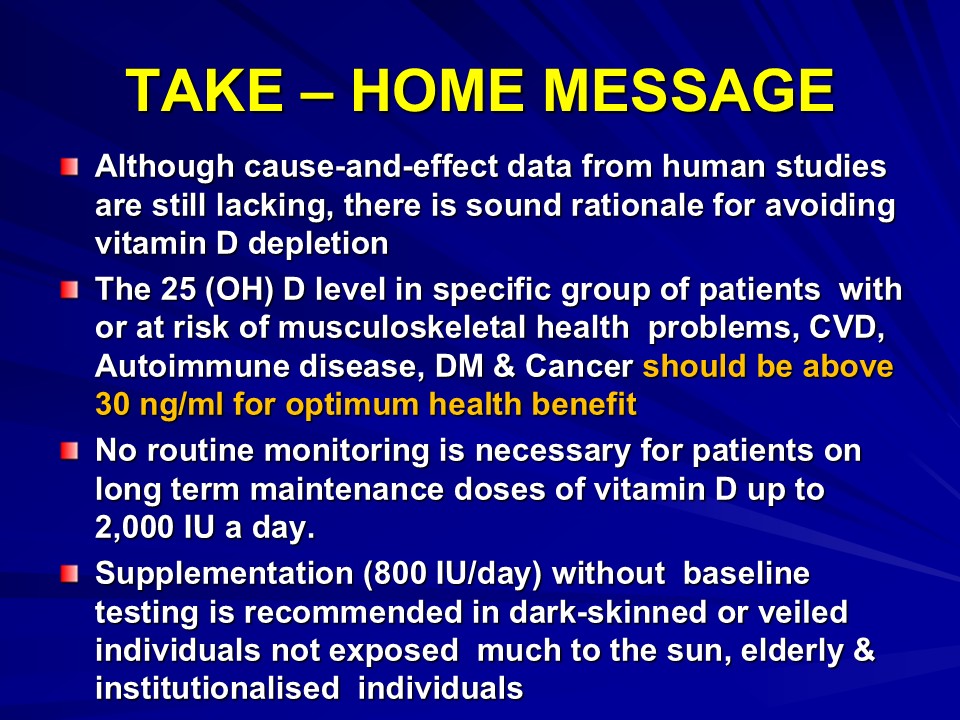 TAKE – HOME MESSAGE
Although cause-and-effect data from human studies
are still lacking, there is sound rationale for avoiding
vitamin D depletion
The 25 (OH) D level in specific group of patients with
or at risk of musculoskeletal health problems, CVD,
Autoimmune disease, DM & Cancer should be above
30 ng/ml for optimum health benefit
No routine monitoring is necessary for patients on
long term maintenance doses of vitamin D up to
2,000 IU a day.
Supplementation (800 IU/day) without baseline
testing is recommended in dark-skinned or veiled
individuals not exposed much to the sun, elderly &
institutionalised individuals